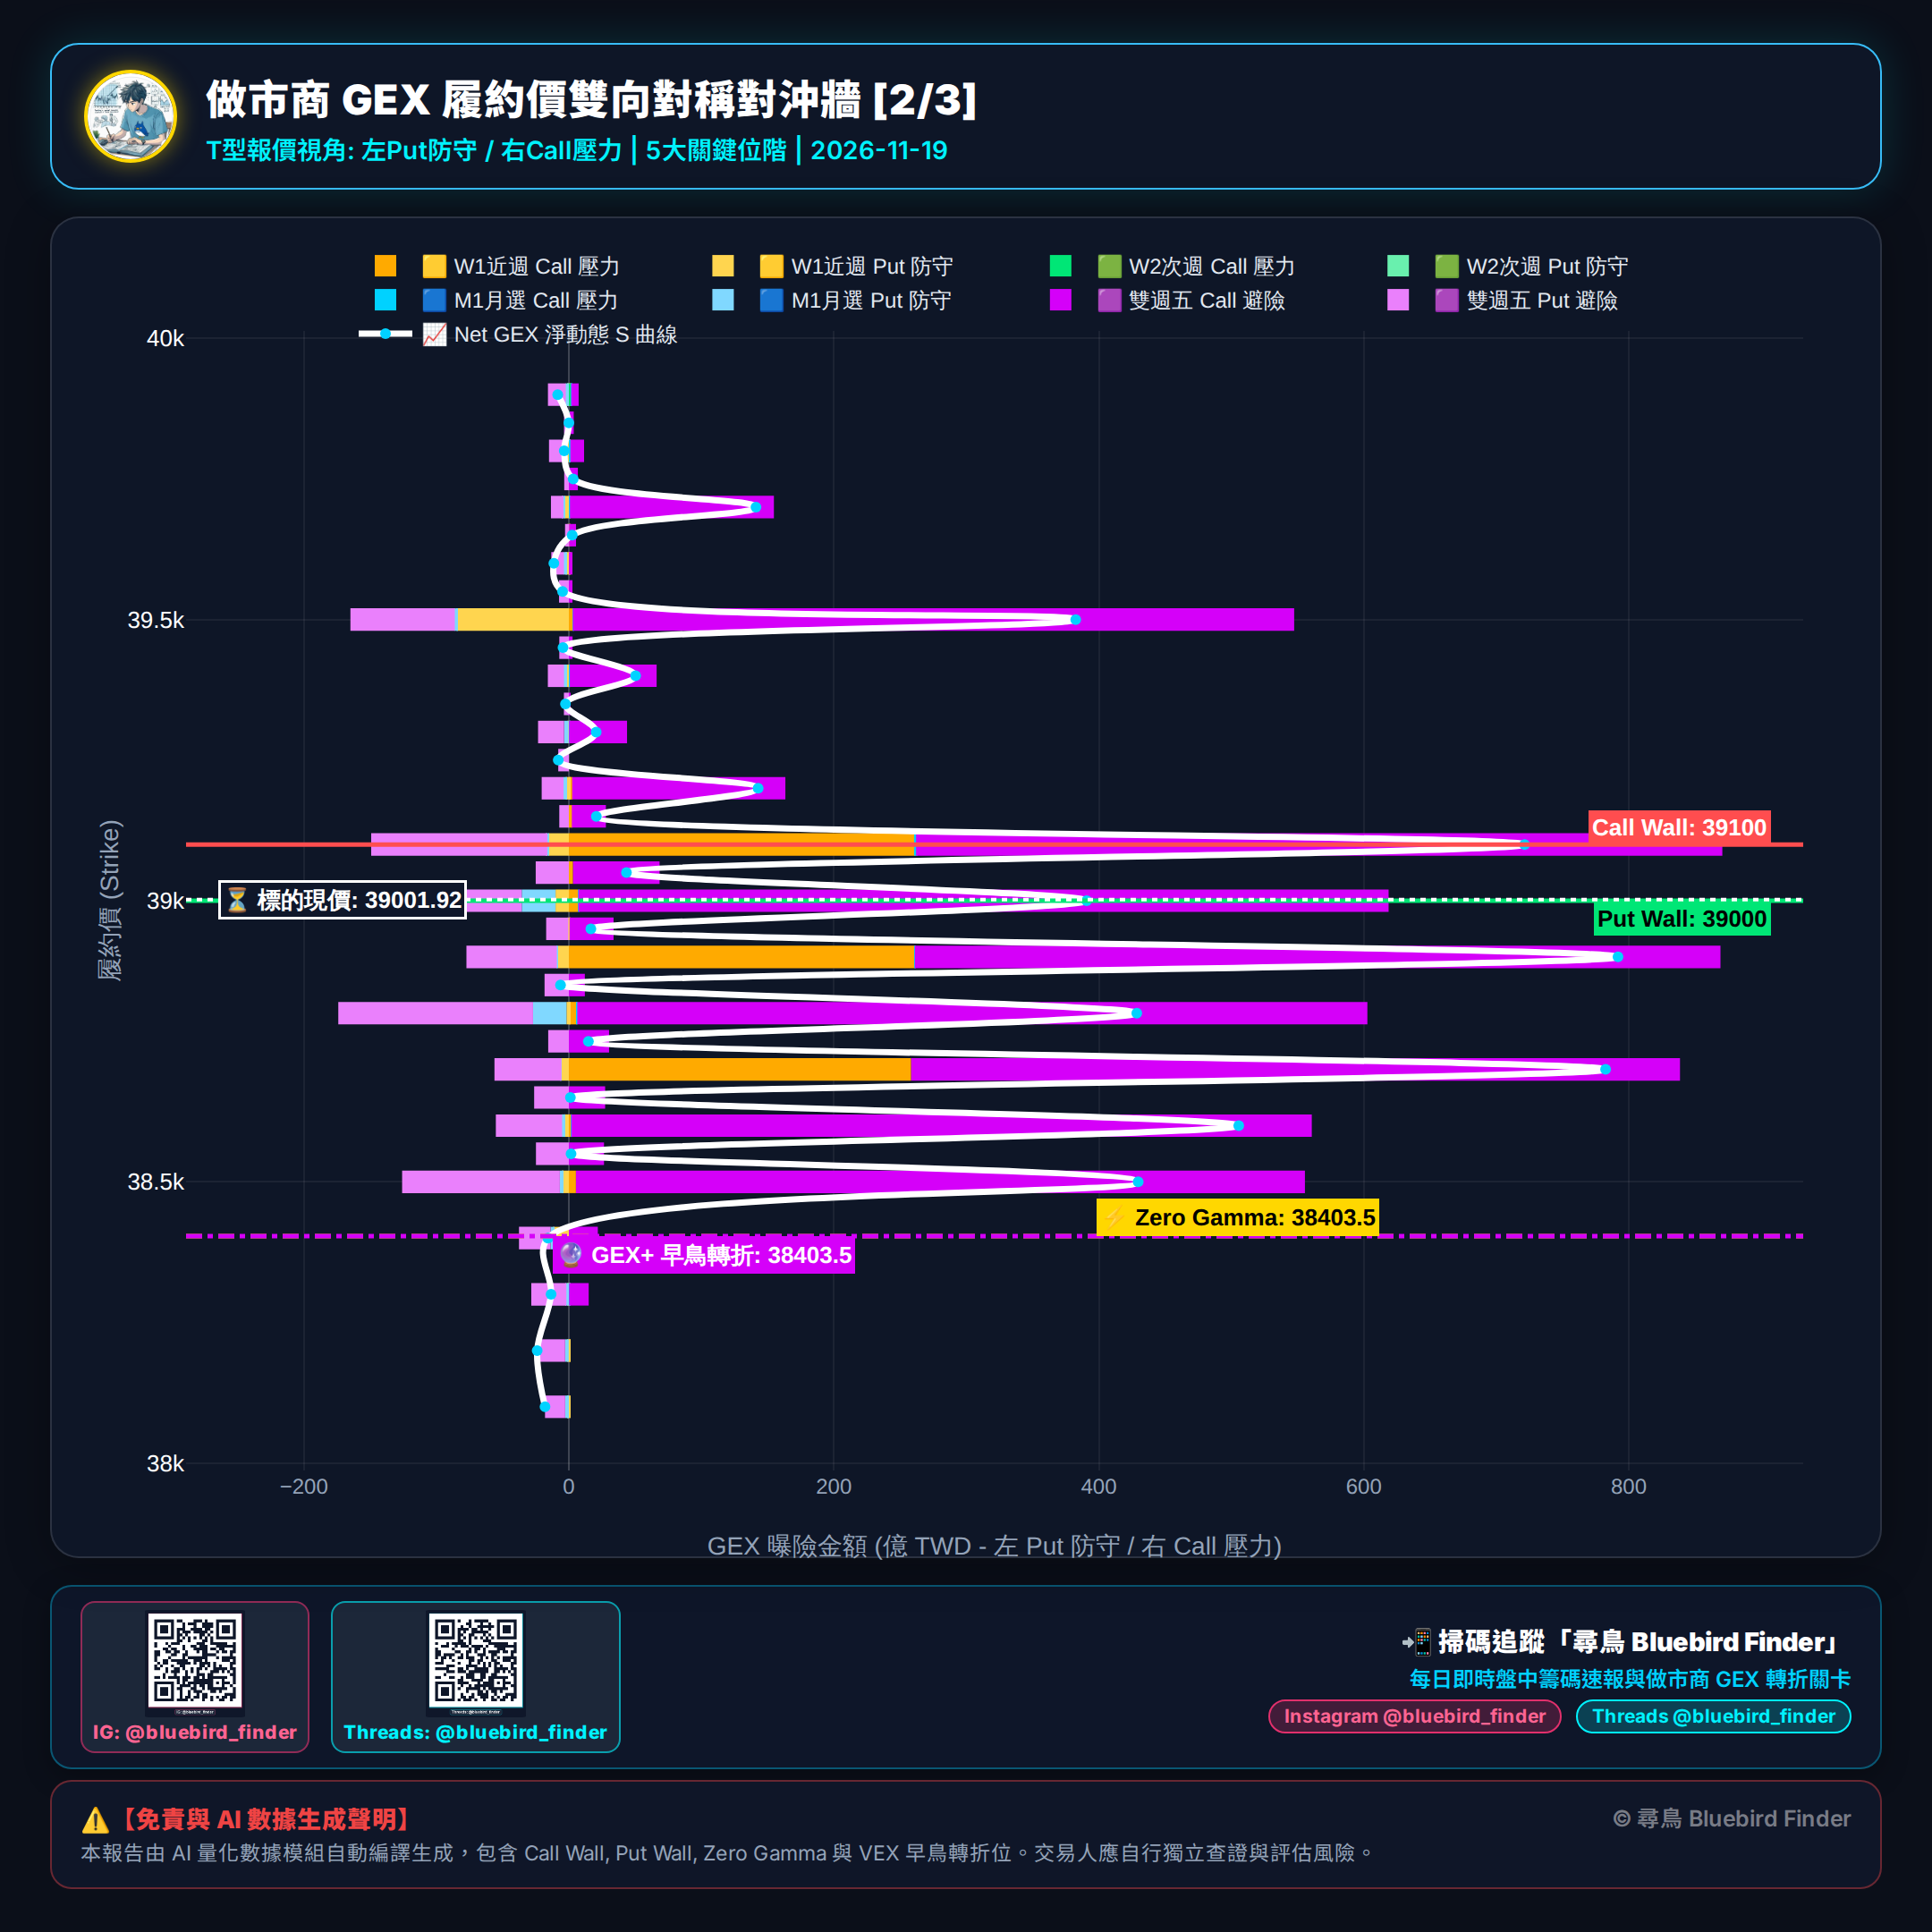 做市商 GEX 履約價雙向對稱對沖牆 [2/3]
T型報價視角: 左Put防守 / 右Call壓力 | 5大關鍵位階 | 2026-11-19
W1近週 Call 壓力
W1近週 Put 防守
W2次週 Call 壓力
W2次週 Put 防守
M1月選 Call 壓力
M1月選 Put 防守
雙週五 Call 避險
雙週五 Put 避險
Net GEX 淨動態 S 曲線
40k
39.5k
39k
38.5k
38k
履約價 (Strike)
Call Wall: 39100
標的現價: 39001.92
Put Wall: 39000
Zero Gamma: 38403.5
GEX+ 早鳥轉折: 38403.5
−200
0
200
400
600
800
GEX 曝險金額 (億 TWD - 左 Put 防守 / 右 Call 壓力)
IG: @bluebird_finder
Threads: @bluebird_finder
掃碼追蹤「尋鳥 Bluebird Finder」
每日即時盤中籌碼速報與做市商 GEX 轉折關卡
Instagram @bluebird_finder
Threads @bluebird_finder
【免責與 AI 數據生成聲明】
© 尋鳥 Bluebird Finder
本報告由 AI 量化數據模組自動編譯生成，包含 Call Wall, Put Wall, Zero Gamma 與 VEX 早鳥轉折位。交易人應自行獨立查證與評估風險。